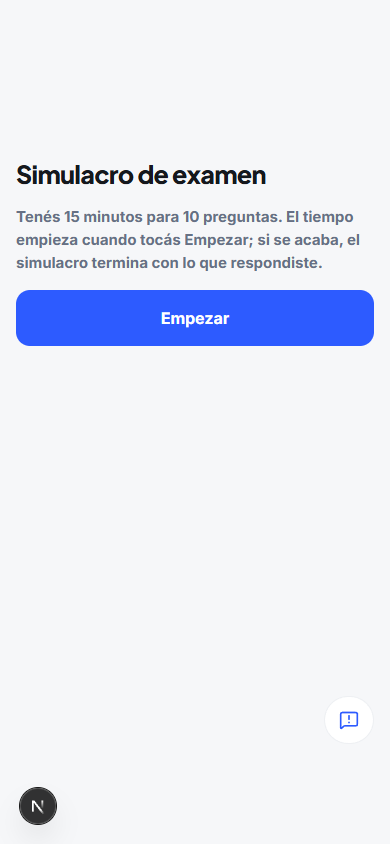 Simulacro de examen
Tenés 15 minutos para 10 preguntas. El tiempo
empieza cuando tocás Empezar; si se acaba, el
simulacro termina con lo que respondiste.
Empezar
N